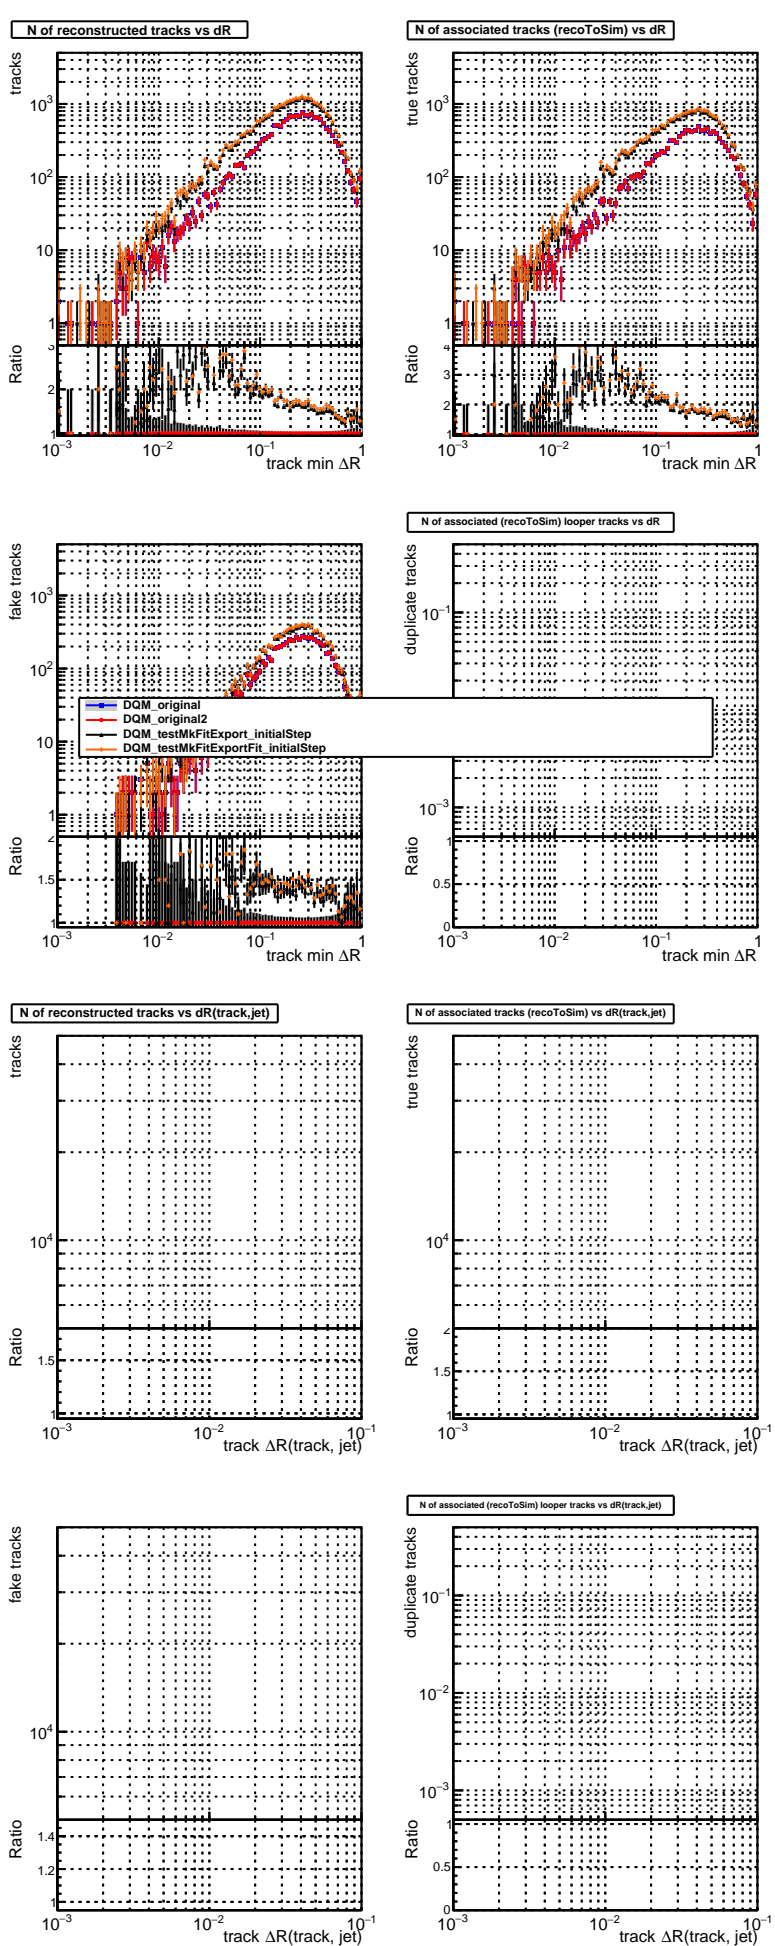 N of reconstructed tracks vs dR
tracks
10³
10²
10
1
Ratio
3
2
1
10⁻³ 10⁻² 10⁻¹ 1
track min ΔR
N of associated tracks (recoToSim) vs dR
true tracks
10³
10²
10
1
Ratio
4
3
2
1
10⁻³ 10⁻² 10⁻¹ 1
track min ΔR
fake tracks
10³
10²
10
1
Ratio
2
1.5
1
10⁻³ 10⁻² 10⁻¹ 1
track min ΔR
N of associated (recoToSim) looper tracks vs dR
duplicate tracks
10⁻¹
10⁻³
Ratio
1
0.5
0
10⁻³ 10⁻² 10⁻¹ 1
track min ΔR
DQM_original
DQM_original2
DQM_testMkFitExport_initialStep
DQM_testMkFitExportFit_initialStep
N of reconstructed tracks vs dR(track,jet)
tracks
10⁴
Ratio
1.5
1
10⁻³ 10⁻² 10⁻¹
track ΔR(track, jet)
N of associated tracks (recoToSim) vs dR(track,jet)
true tracks
10⁴
Ratio
2
1.5
1
10⁻³ 10⁻² 10⁻¹
track ΔR(track, jet)
fake tracks
10⁴
Ratio
1.4
1.2
1
10⁻³ 10⁻² 10⁻¹
track ΔR(track, jet)
N of associated (recoToSim) looper tracks vs dR(track,jet)
duplicate tracks
10⁻¹
10⁻²
10⁻³
Ratio
1
0.5
0
10⁻³ 10⁻² 10⁻¹
track ΔR(track, jet)